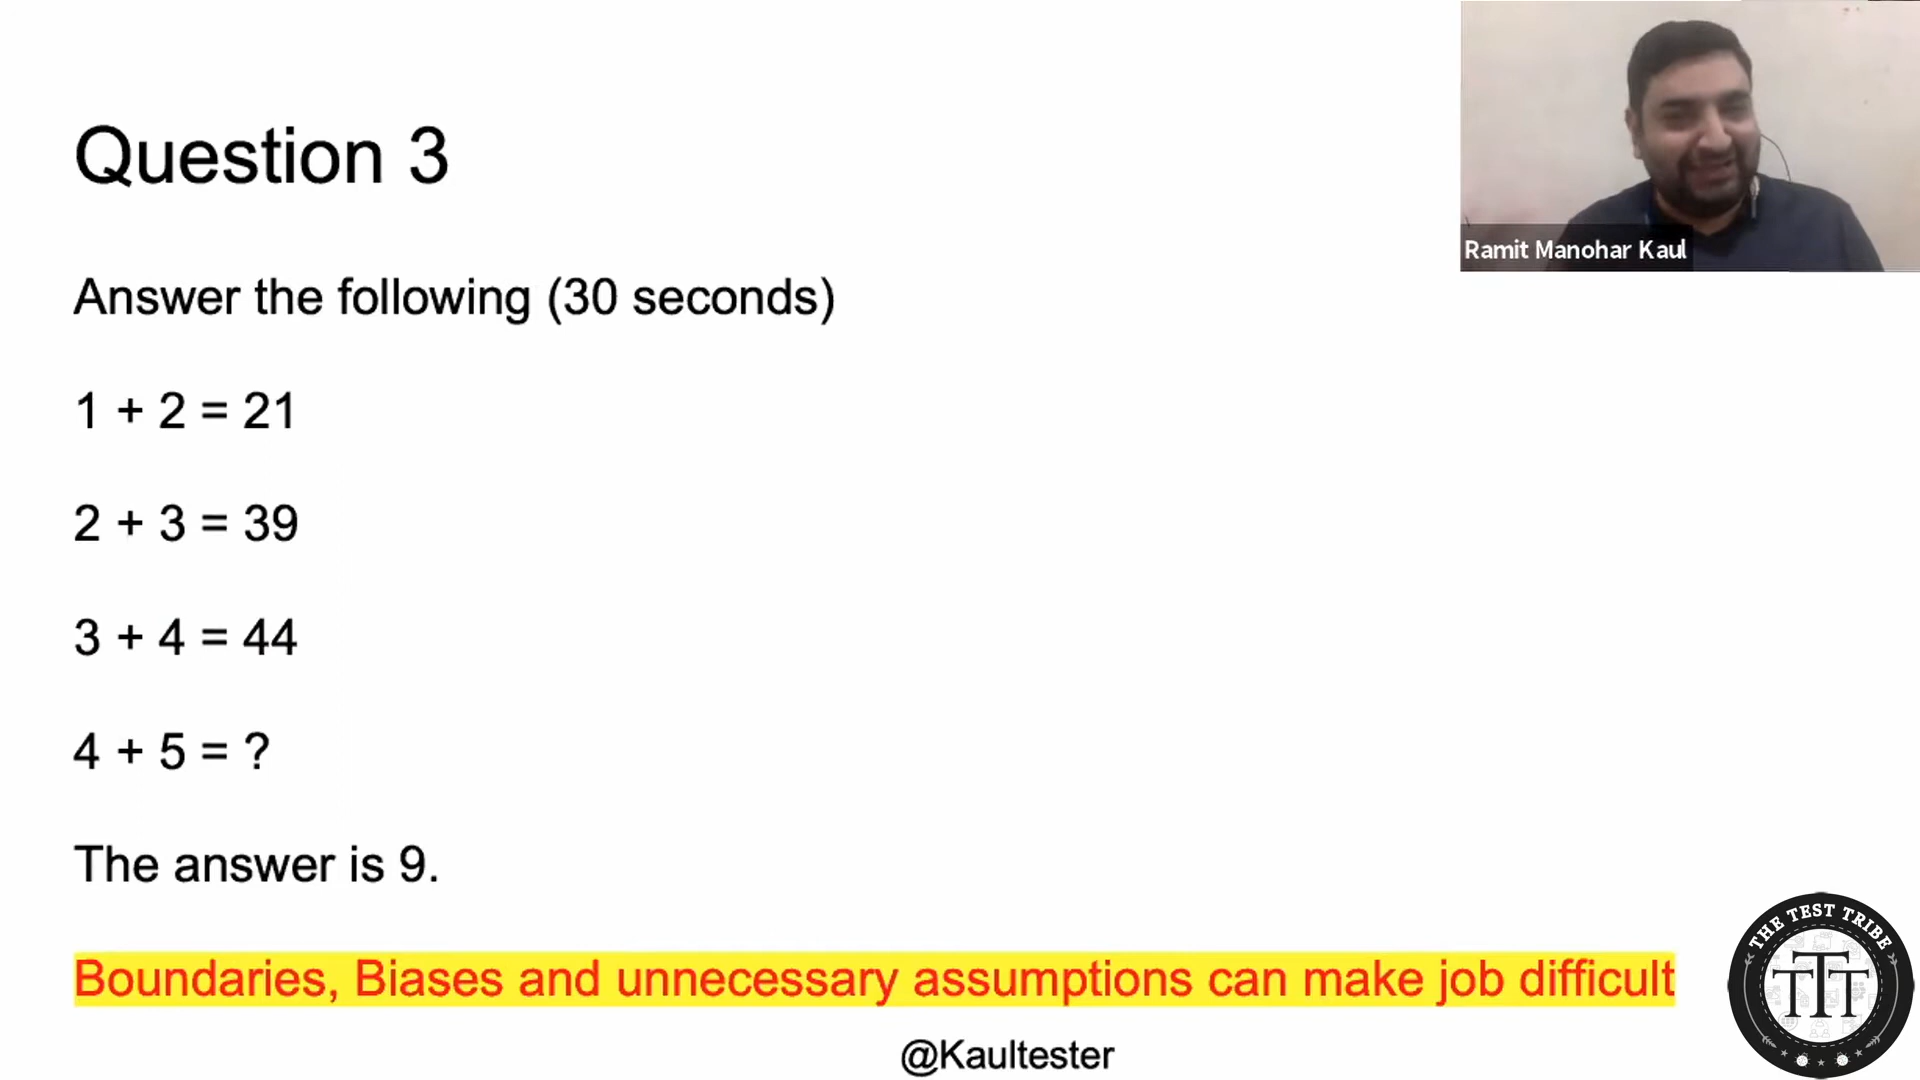 Question 3
Answer the following (30 seconds)
1 + 2 = 21
2 + 3 = 39
3 + 4 = 44
4 + 5 = ?
The answer is 9.
Boundaries, Biases and unnecessary assumptions can make job difficult
@Kaultester
Ramit Manohar Kaul
THE TEST TRIBE
TTT